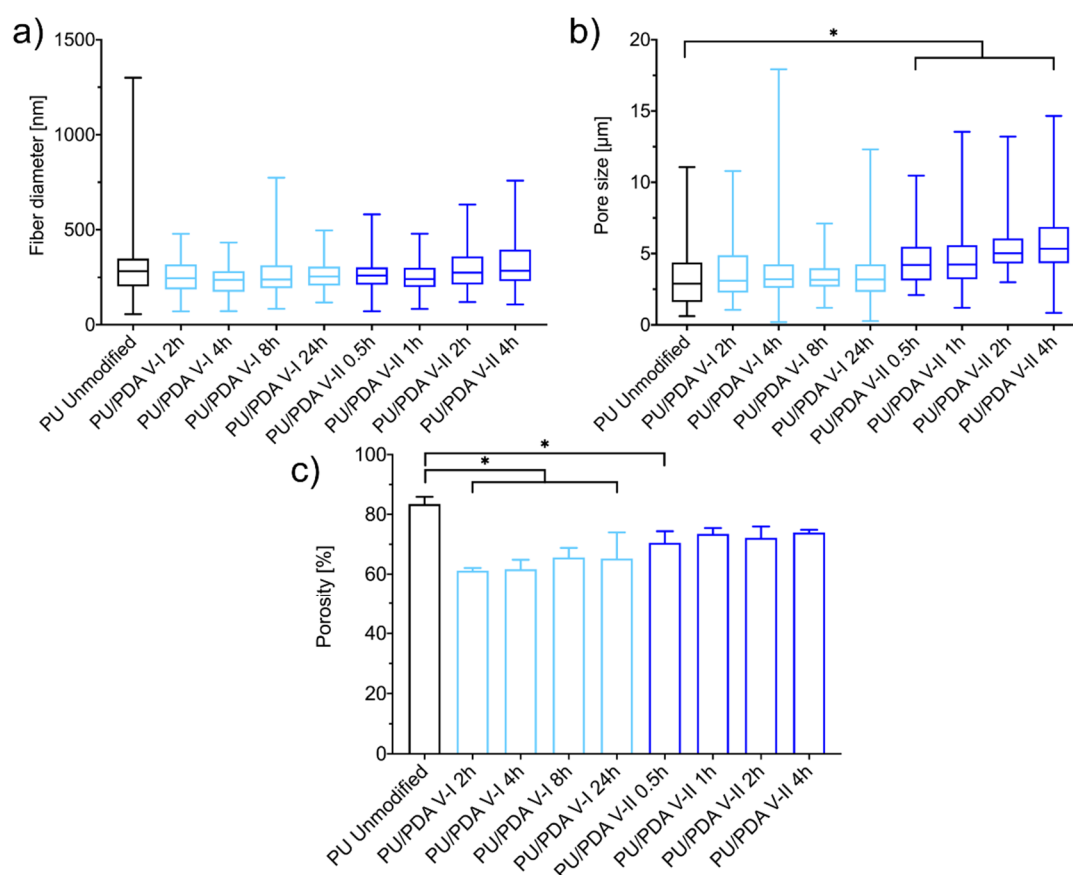 a)
Fiber diameter [nm]
1500
1000
500
0
PU Unmodified
PU/PDA V-I 2h
PU/PDA V-I 4h
PU/PDA V-I 8h
PU/PDA V-I 24h
PU/PDA V-II 0.5h
PU/PDA V-II 1h
PU/PDA V-II 2h
PU/PDA V-II 4h
b)
Pore size [μm]
20
15
10
5
0
*
PU Unmodified
PU/PDA V-I 2h
PU/PDA V-I 4h
PU/PDA V-I 8h
PU/PDA V-I 24h
PU/PDA V-II 0.5h
PU/PDA V-II 1h
PU/PDA V-II 2h
PU/PDA V-II 4h
c)
Porosity [%]
100
80
60
40
20
0
*
*
PU Unmodified
PU/PDA V-I 2h
PU/PDA V-I 4h
PU/PDA V-I 8h
PU/PDA V-I 24h
PU/PDA V-II 0.5h
PU/PDA V-II 1h
PU/PDA V-II 2h
PU/PDA V-II 4h